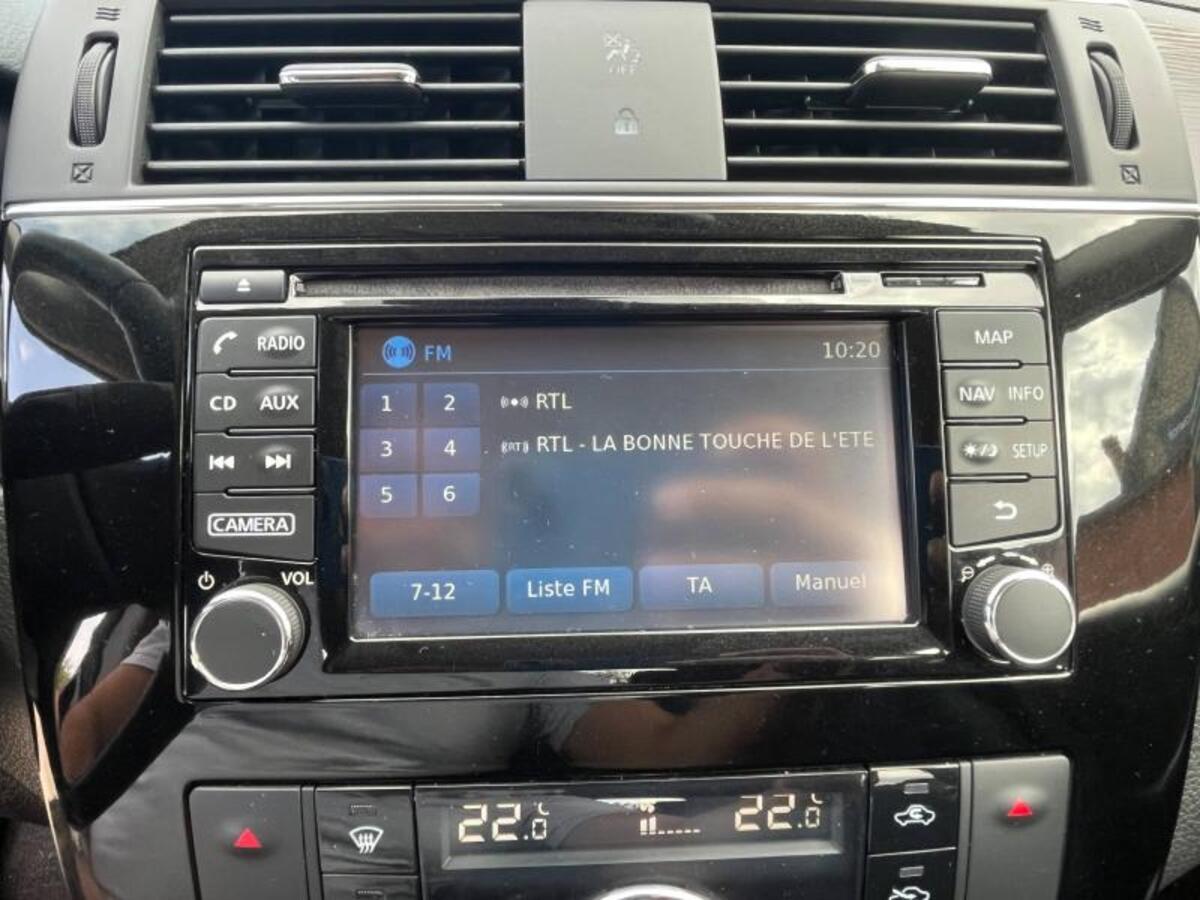 OFF
RADIO
CD AUX
CAMERA
VOL
FM 10:20
1 2
3 4
5 6
RTL
RTL - LA BONNE TOUCHE DE L'ETE
7-12 Liste FM TA Manuel
MAP
NAV INFO
SETUP
22.0°C 22.0°C